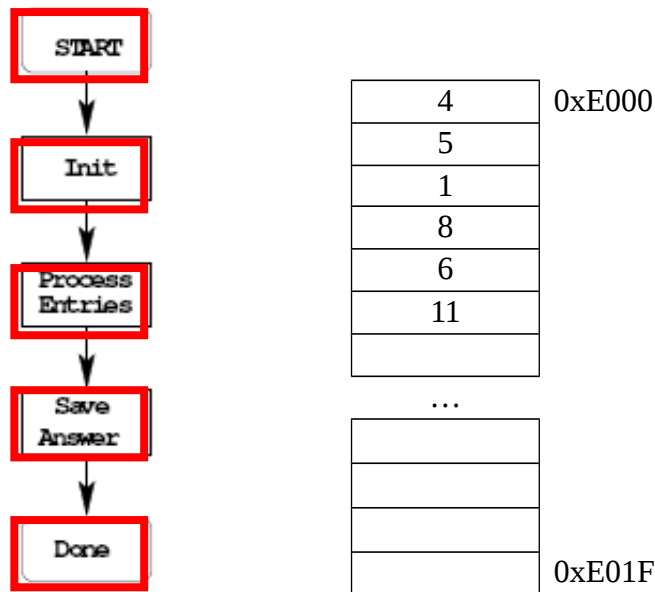 START
Init
Process
Entries
Save
Answer
Done
4 0xE000
5
1
8
6
11
…
0xE01F